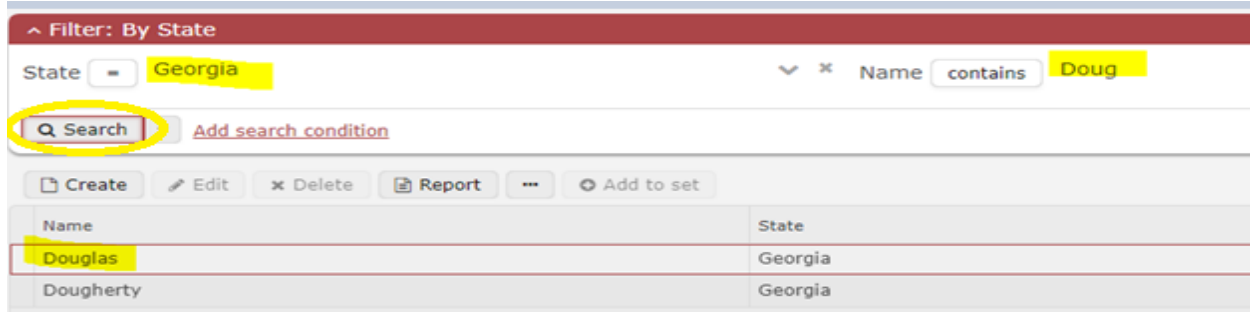 Filter: By State
State = Georgia Name contains Doug
Search Add search condition
Create Edit Delete Report ... Add to set
Name State
Douglas Georgia
Dougherty Georgia